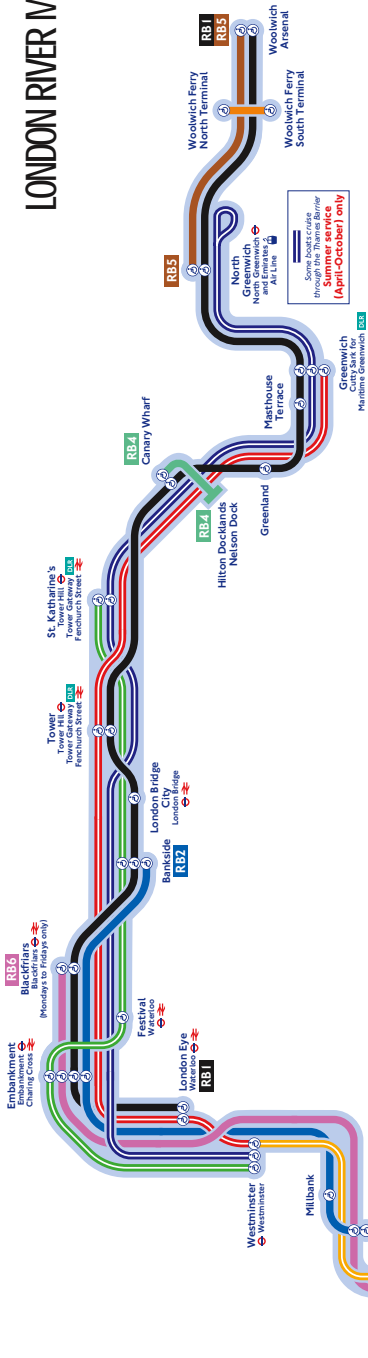 LONDON RIVER
RB1
RB5
Woolwich
Arsenal
Woolwich Ferry
North Terminal
Woolwich Ferry
South Terminal
RB5
North
Greenwich
North Greenwich
and Emirates
Air Line
Some boats cruise
through the Thames Barrier
Summer service
(April-October) only
Greenwich
Cutty Sark for
Maritime Greenwich DLR
Masthouse
Terrace
RB4
Canary Wharf
Greenland
RB4
Hilton Docklands
Nelson Dock
St. Katharine's
Tower Hill
Tower Gateway DLR
Fenchurch Street
Tower
Tower Hill
Tower Gateway DLR
Fenchurch Street
London Bridge
City
London Bridge
Bankside
RB2
RB6
Blackfriars
Blackfriars
(Mondays to Fridays only)
Festival
Waterloo
Embankment
Embankment
Charing Cross
London Eye
Waterloo
RB1
Westminster
Westminster
Millbank